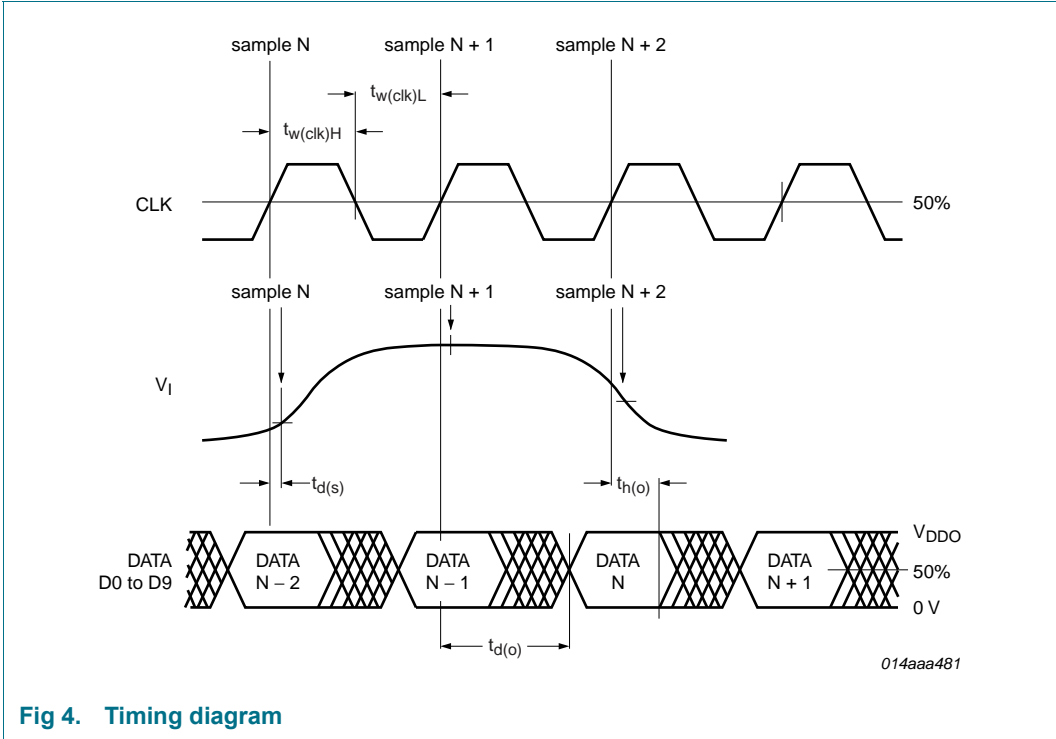 sample N sample N + 1 sample N + 2
tw(clk)L
tw(clk)H
CLK 50%
sample N sample N + 1 sample N + 2
VI
td(s) th(o)
VDDO
DATA DATA DATA DATA DATA
D0 to D9 N − 2 N − 1 N N + 1 50%
0 V
td(o)
014aaa481
Fig 4. Timing diagram